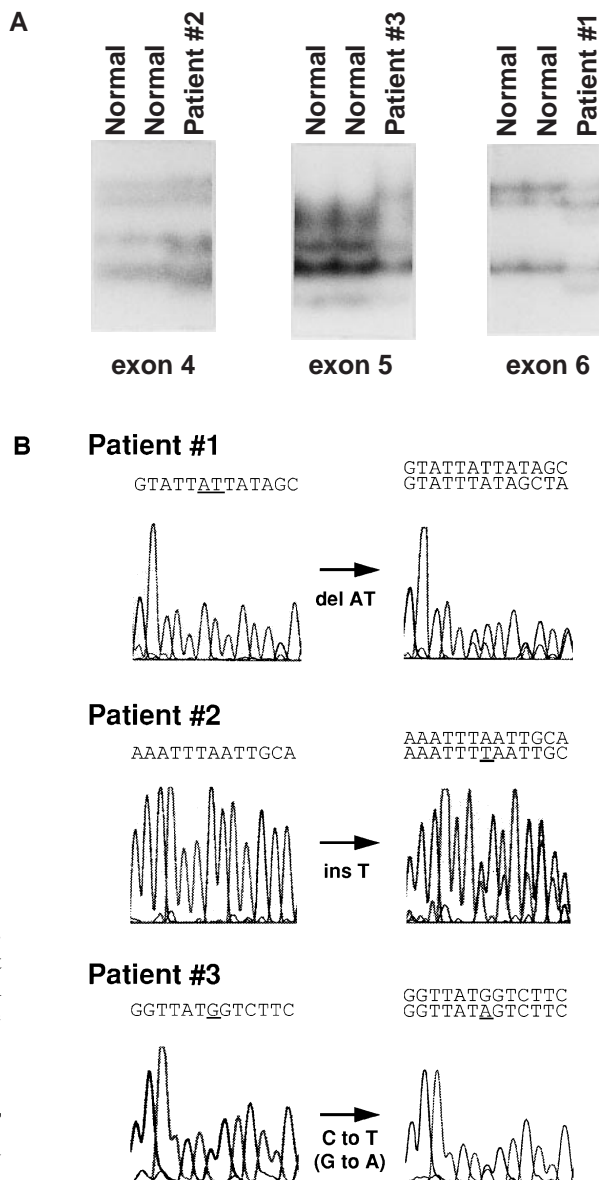 A
Normal
Normal
Patient #2
Normal
Normal
Patient #3
Normal
Normal
Patient #1
exon 4
exon 5
exon 6
B
Patient #1
GTATTATTATAGC
GTATTATTATAGC
GTATTTATAGCTA
del AT
Patient #2
AAATTTAATTGCA
AAATTTAATTGCA
AAATTTTAATTGC
ins T
Patient #3
GGTTATGGTCTTC
GGTTATGGTCTTC
GGTTATAGTCTTC
C to T
(G to A)